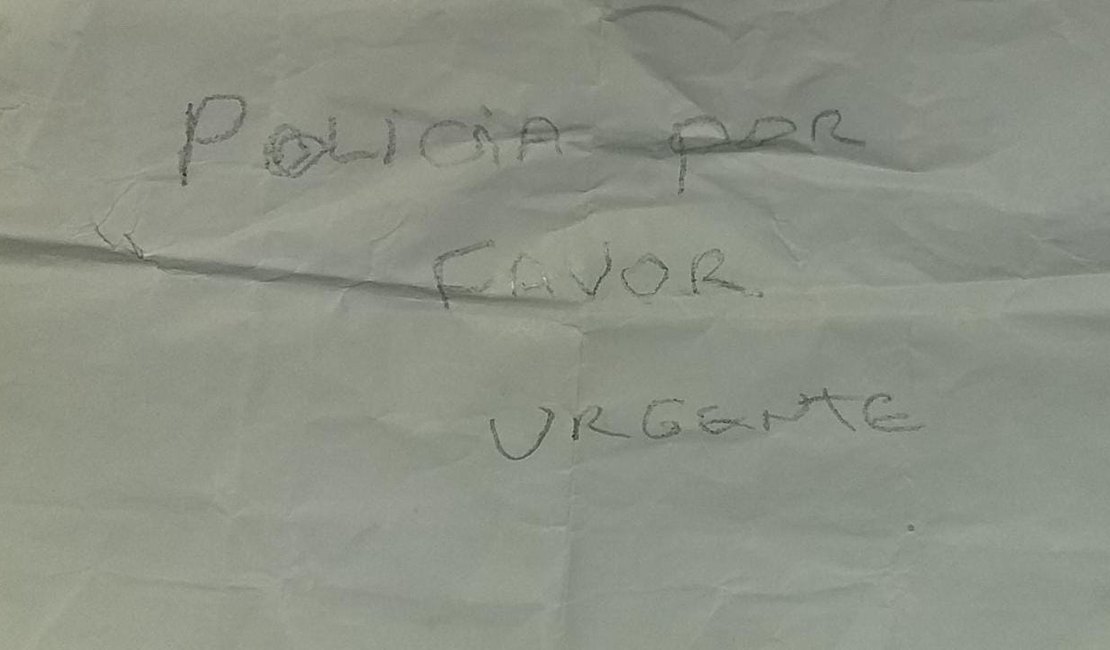 POLICIA POR
FAVOR
URGENTE